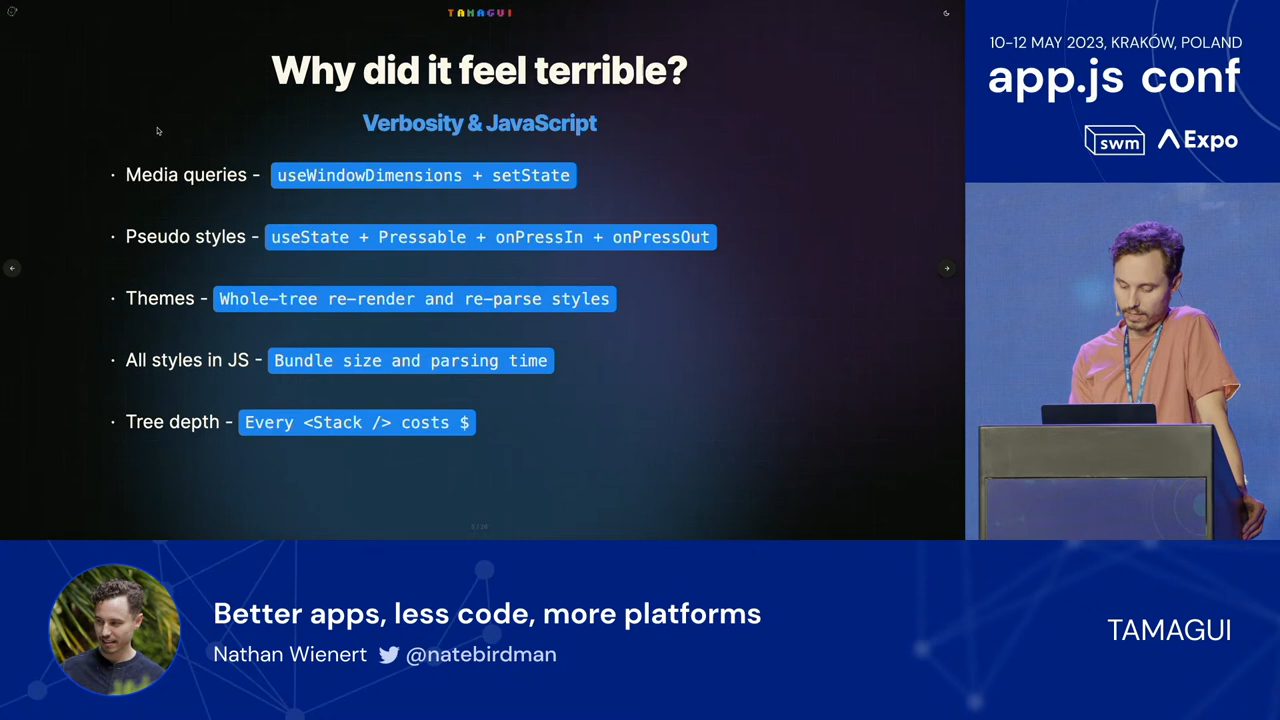 TAMAGUI
Why did it feel terrible?
Verbosity & JavaScript
· Media queries - useWindowDimensions + setState
· Pseudo styles - useState + Pressable + onPressIn + onPressOut
· Themes - Whole-tree re-render and re-parse styles
· All styles in JS - Bundle size and parsing time
· Tree depth - Every <Stack /> costs $
10-12 MAY 2023, KRAKÓW, POLAND
app.js conf
swm Expo
Better apps, less code, more platforms
Nathan Wienert @natebirdman
TAMAGUI